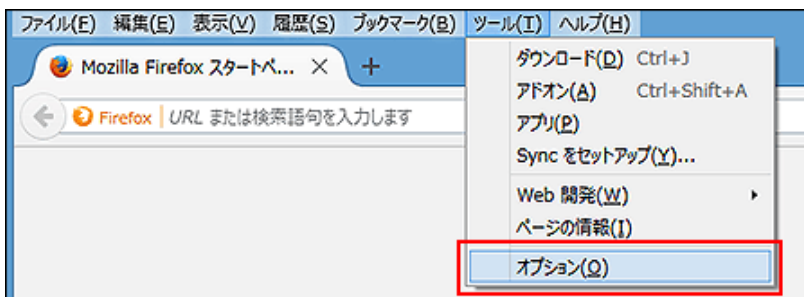 ファイル(F) 編集(E) 表示(V) 履歴(S) ブックマーク(B) ツール(T) ヘルプ(H)
Mozilla Firefox スタートペ... × +
Firefox URL または検索語句を入力します
ダウンロード(D) Ctrl+J
アドオン(A) Ctrl+Shift+A
アプリ(P)
Sync をセットアップ(Y)...
Web 開発(W)
ページの情報(I)
オプション(O)